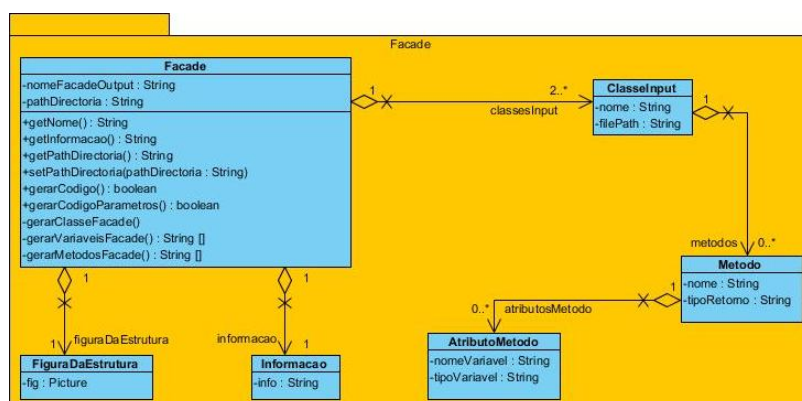 Facade
Facade
-nomeFacadeOutput : String
-pathDirectoria : String
+getNome() : String
+getInformacao() : String
+getPathDirectoria() : String
+setPathDirectoria(pathDirectoria : String)
+gerarCodigo() : boolean
+gerarCodigoParametros() : boolean
-gerarClasseFacade()
-gerarVariaveisFacade() : String []
-gerarMetodosFacade() : String []
1
2..*
classesInput
ClasseInput
-nome : String
-filePath : String
1
metodos
0..*
Metodo
-nome : String
-tipoRetorno : String
1
0..*
atributosMetodo
AtributoMetodo
-nomeVariavel : String
-tipoVariavel : String
1
1
figuraDaEstrutura
FiguraDaEstrutura
-fig : Picture
1
informacao
1
Informacao
-info : String